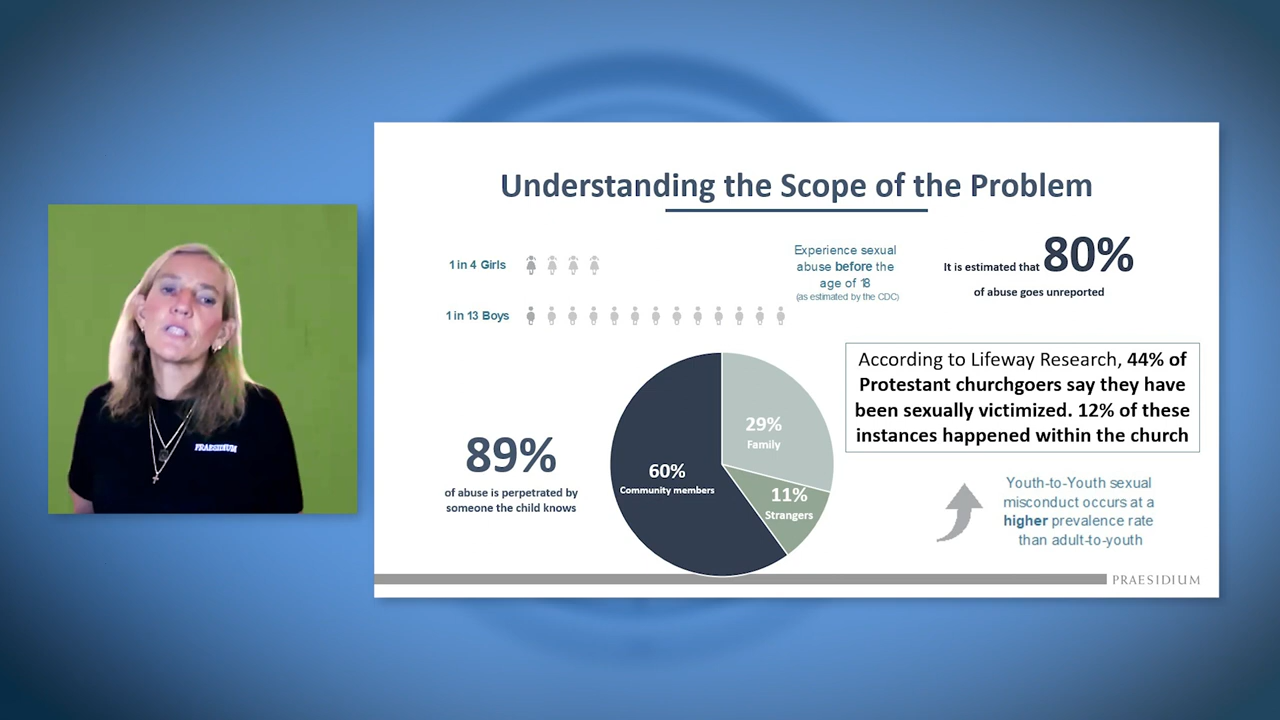 Understanding the Scope of the Problem
1 in 4 Girls
1 in 13 Boys
Experience sexual
abuse before the
age of 18
(as estimated by the CDC)
It is estimated that 80%
of abuse goes unreported
According to Lifeway Research, 44% of
Protestant churchgoers say they have
been sexually victimized. 12% of these
instances happened within the church
89%
of abuse is perpetrated by
someone the child knows
29%
Family
60%
Community members
11%
Strangers
Youth-to-Youth sexual
misconduct occurs at a
higher prevalence rate
than adult-to-youth
PRAESIDIUM
PRAESIDIUM